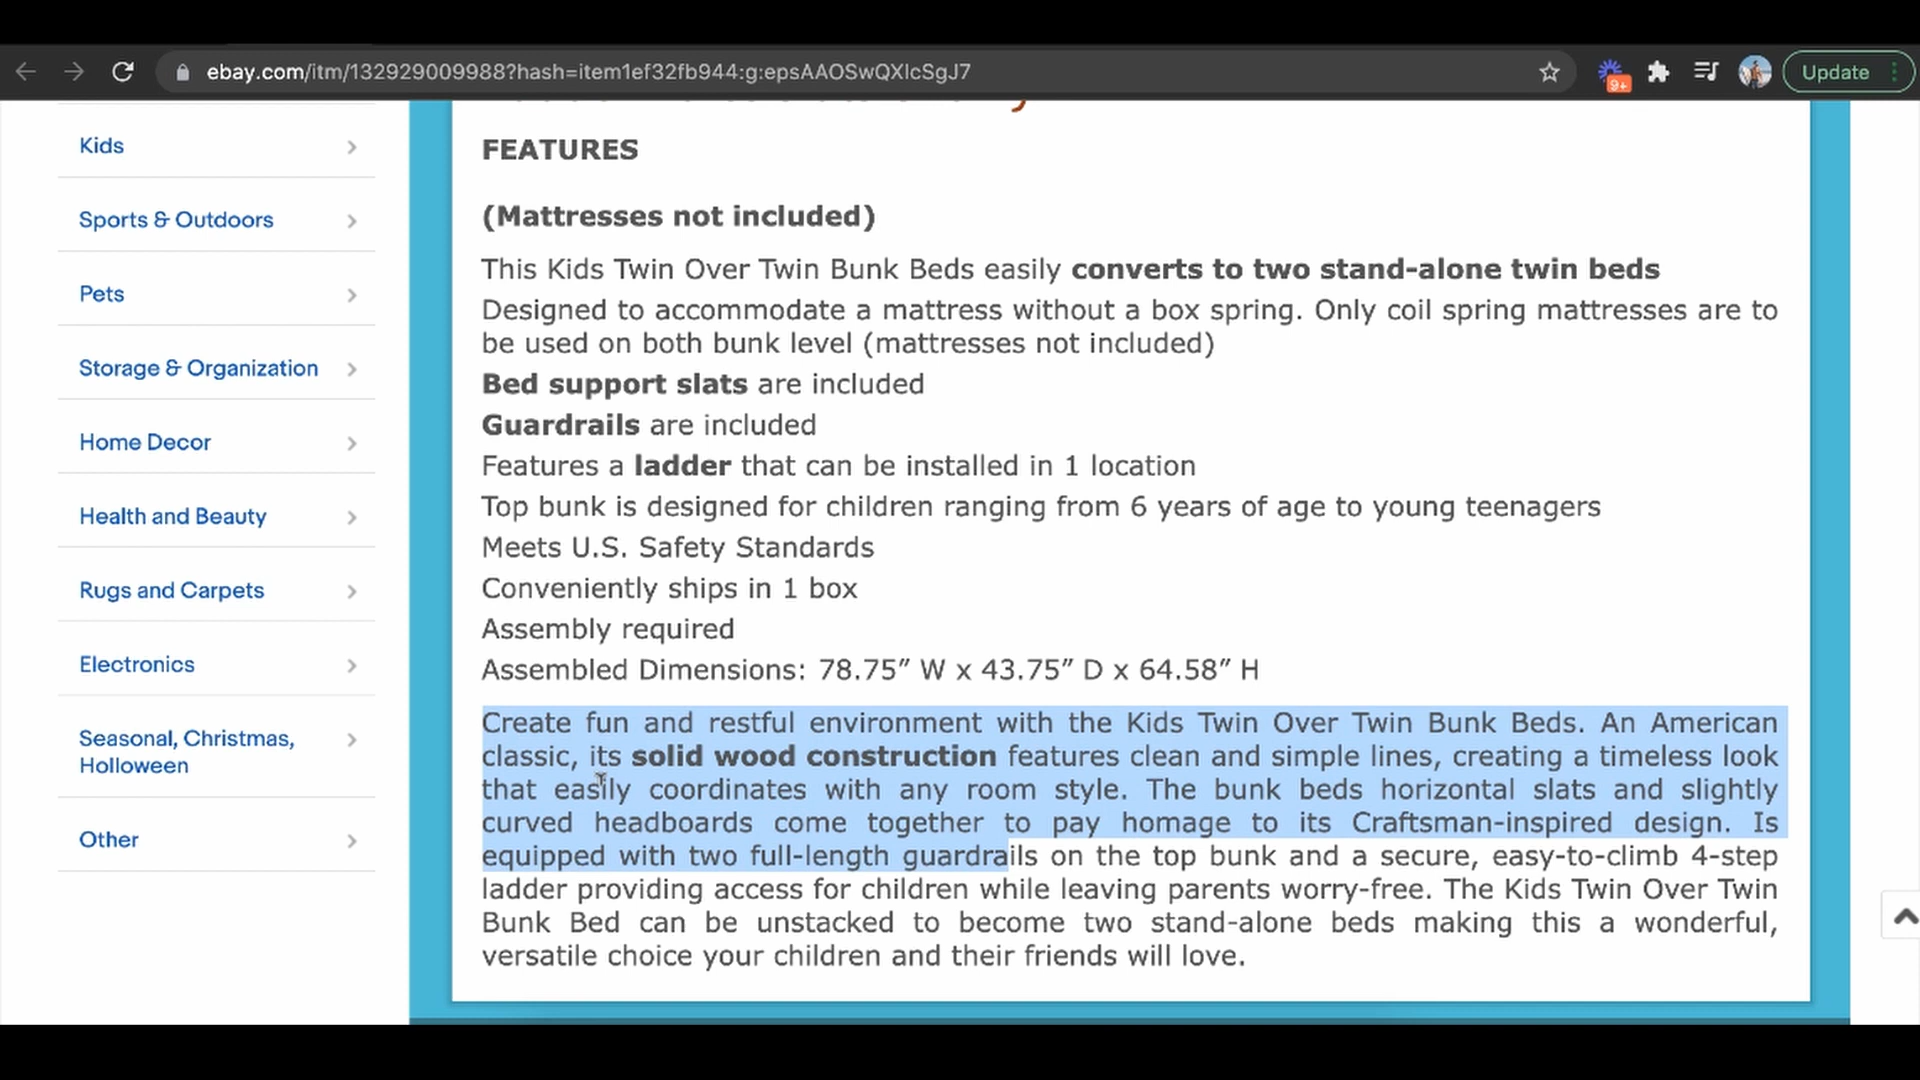 ebay.com/itm/132929009988?hash=item1ef32fb944:g:epsAAOSwQXlcSgJ7
9+
Update
Kids
Sports & Outdoors
Pets
Storage & Organization
Home Decor
Health and Beauty
Rugs and Carpets
Electronics
Seasonal, Christmas,
Holloween
Other
FEATURES
(Mattresses not included)
This Kids Twin Over Twin Bunk Beds easily converts to two stand-alone twin beds
Designed to accommodate a mattress without a box spring. Only coil spring mattresses are to
be used on both bunk level (mattresses not included)
Bed support slats are included
Guardrails are included
Features a ladder that can be installed in 1 location
Top bunk is designed for children ranging from 6 years of age to young teenagers
Meets U.S. Safety Standards
Conveniently ships in 1 box
Assembly required
Assembled Dimensions: 78.75” W x 43.75” D x 64.58” H
Create fun and restful environment with the Kids Twin Over Twin Bunk Beds. An American
classic, its solid wood construction features clean and simple lines, creating a timeless look
that easily coordinates with any room style. The bunk beds horizontal slats and slightly
curved headboards come together to pay homage to its Craftsman-inspired design. Is
equipped with two full-length guardrails on the top bunk and a secure, easy-to-climb 4-step
ladder providing access for children while leaving parents worry-free. The Kids Twin Over Twin
Bunk Bed can be unstacked to become two stand-alone beds making this a wonderful,
versatile choice your children and their friends will love.